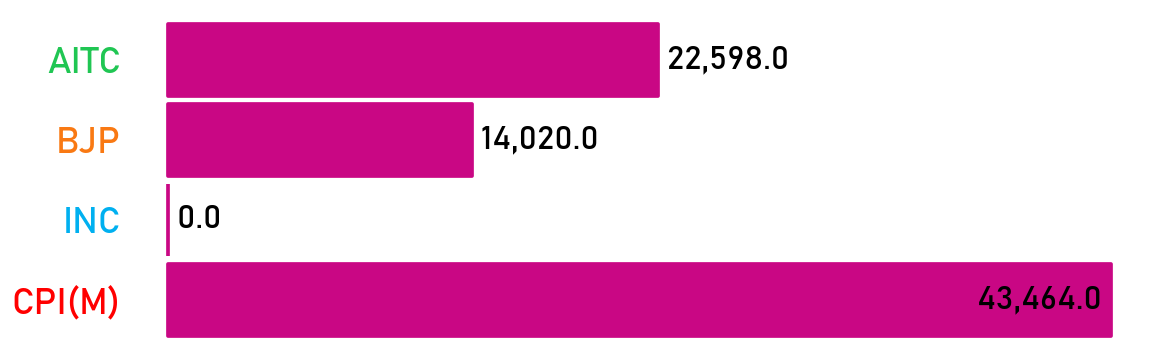 AITC 22,598.0
BJP 14,020.0
INC 0.0
CPI(M) 43,464.0